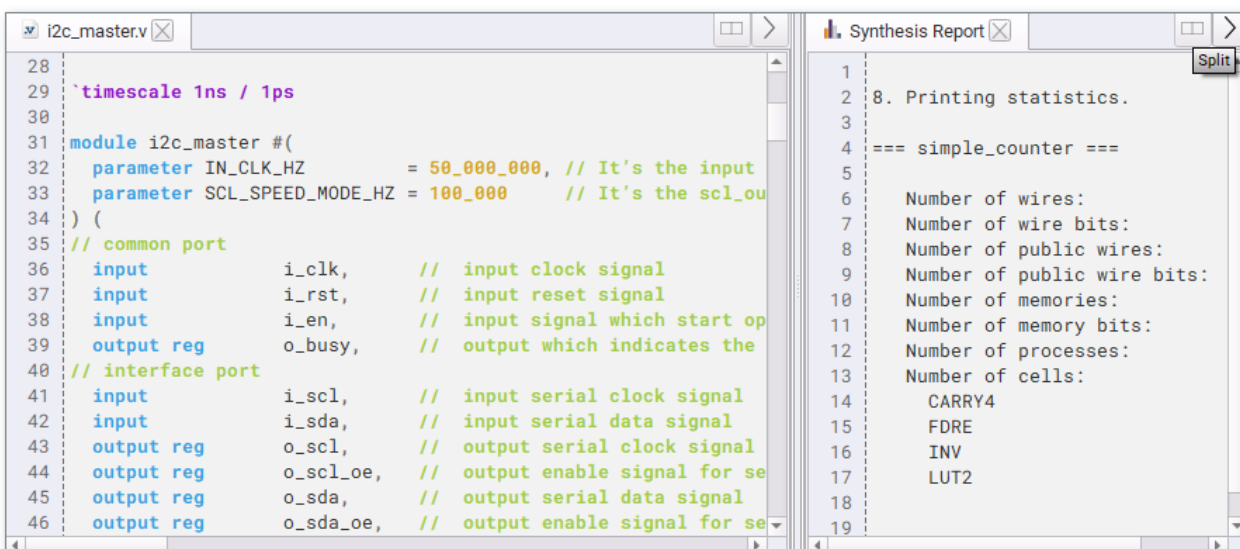 i2c_master.v
28
29 `timescale 1ns / 1ps
30
31 module i2c_master #(
32 parameter IN_CLK_HZ = 50_000_000, // It's the input
33 parameter SCL_SPEED_MODE_HZ = 100_000 // It's the scl_ou
34 ) (
35 // common port
36 input i_clk, // input clock signal
37 input i_rst, // input reset signal
38 input i_en, // input signal which start op
39 output reg o_busy, // output which indicates the
40 // interface port
41 input i_scl, // input serial clock signal
42 input i_sda, // input serial data signal
43 output reg o_scl, // output serial clock signal
44 output reg o_scl_oe, // output enable signal for se
45 output reg o_sda, // output serial data signal
46 output reg o_sda_oe, // output enable signal for se
Synthesis Report
Split
1
2 8. Printing statistics.
3
4 === simple_counter ===
5
6 Number of wires:
7 Number of wire bits:
8 Number of public wires:
9 Number of public wire bits:
10 Number of memories:
11 Number of memory bits:
12 Number of processes:
13 Number of cells:
14 CARRY4
15 FDRE
16 INV
17 LUT2
18
19